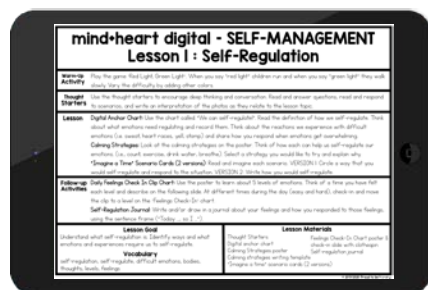 mind+heart digital - SELF-MANAGEMENT
Lesson 1 : Self-Regulation
Warm-Up Activity
Play the game Red Light, Green Light. When you say "red light" children run and when you say "green light" they walk
slowly. Vary the difficulty by adding other colors.
Thought Starters
Use the thought starters to encourage deep thinking and conversation. Read and answer questions, read and respond
to scenarios, and write an interpretation of the photos as they relate to the lesson topic.
Lesson
Digital Anchor Chart: Use the chart called, "We can self-regulate". Read the definition of how we self-regulate. Think
about what emotions need regulating and record them. Think about the reactions we experience with difficult
emotions (i.e. sweat, heart races, yell, stomp) and share how you respond when emotions get overwhelming.
Calming Strategies: Look at the calming strategies on the poster. Think of how each can help us self-regulate our
emotions, (i.e., count, exercise, drink water, breathe). Select a strategy you would like to try and explain why.
"Imagine a Time" Scenario Cards (2 versions): Read and imagine each scenario. VERSION 1: Circle a way that you
would self-regulate and respond to the situation. VERSION 2: Write how you would self-regulate.
Follow-up Activities
Daily Feelings Check In Clip Chart: Use the poster to learn about 5 levels of emotions. Think of a time you have felt
each level and describe on the following slide. At different times during the day (easy and hard), check-in and move
the clip to a level on the Feelings Check-In chart.
Self-Regulation Journal: Write and/or draw in a journal about your feelings and how you responded to those feelings,
using the sentence frame ("Today ... so I ...")
Lesson Goal
Understand what self-regulation is. Identify ways and what
emotions and experiences require us to self-regulate.
Vocabulary
self-regulation, self-regulate, difficult emotions, bodies,
thoughts, levels, feelings
Lesson Materials
Thought Starters
Digital anchor chart
Calming Strategies poster
Calming strategies writing template
"Imagine a time" scenario cards (2 versions)
Feelings Check-In Chart poster &
check-in slide with clothespin
Self-regulation journal